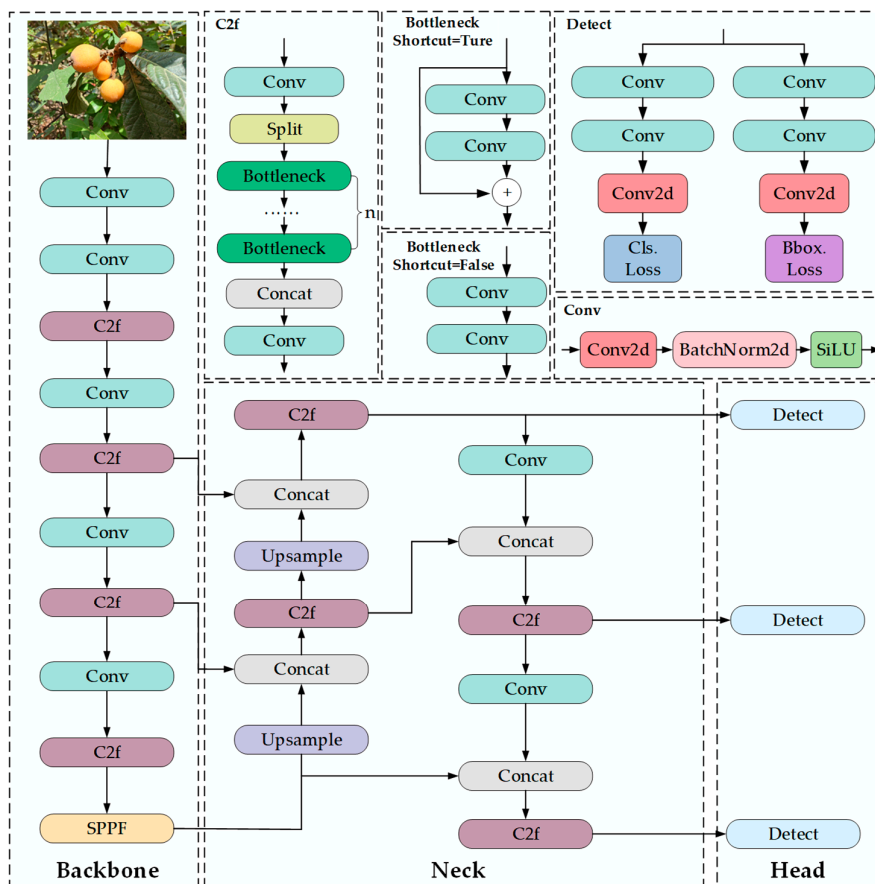 C2f
Conv
Split
Bottleneck
......
Bottleneck
n
Concat
Conv
Bottleneck
Shortcut=Ture
Conv
Conv
+
Bottleneck
Shortcut=False
Conv
Conv
Detect
Conv
Conv
Conv2d
Cls.
Loss
Conv
Conv
Conv2d
Bbox.
Loss
Conv
Conv2d
BatchNorm2d
SiLU
Conv
Conv
C2f
Conv
C2f
Conv
C2f
Conv
C2f
SPPF
Backbone
C2f
Concat
Upsample
C2f
Concat
Upsample
Conv
Concat
C2f
Conv
Concat
C2f
Neck
Detect
Detect
Detect
Head